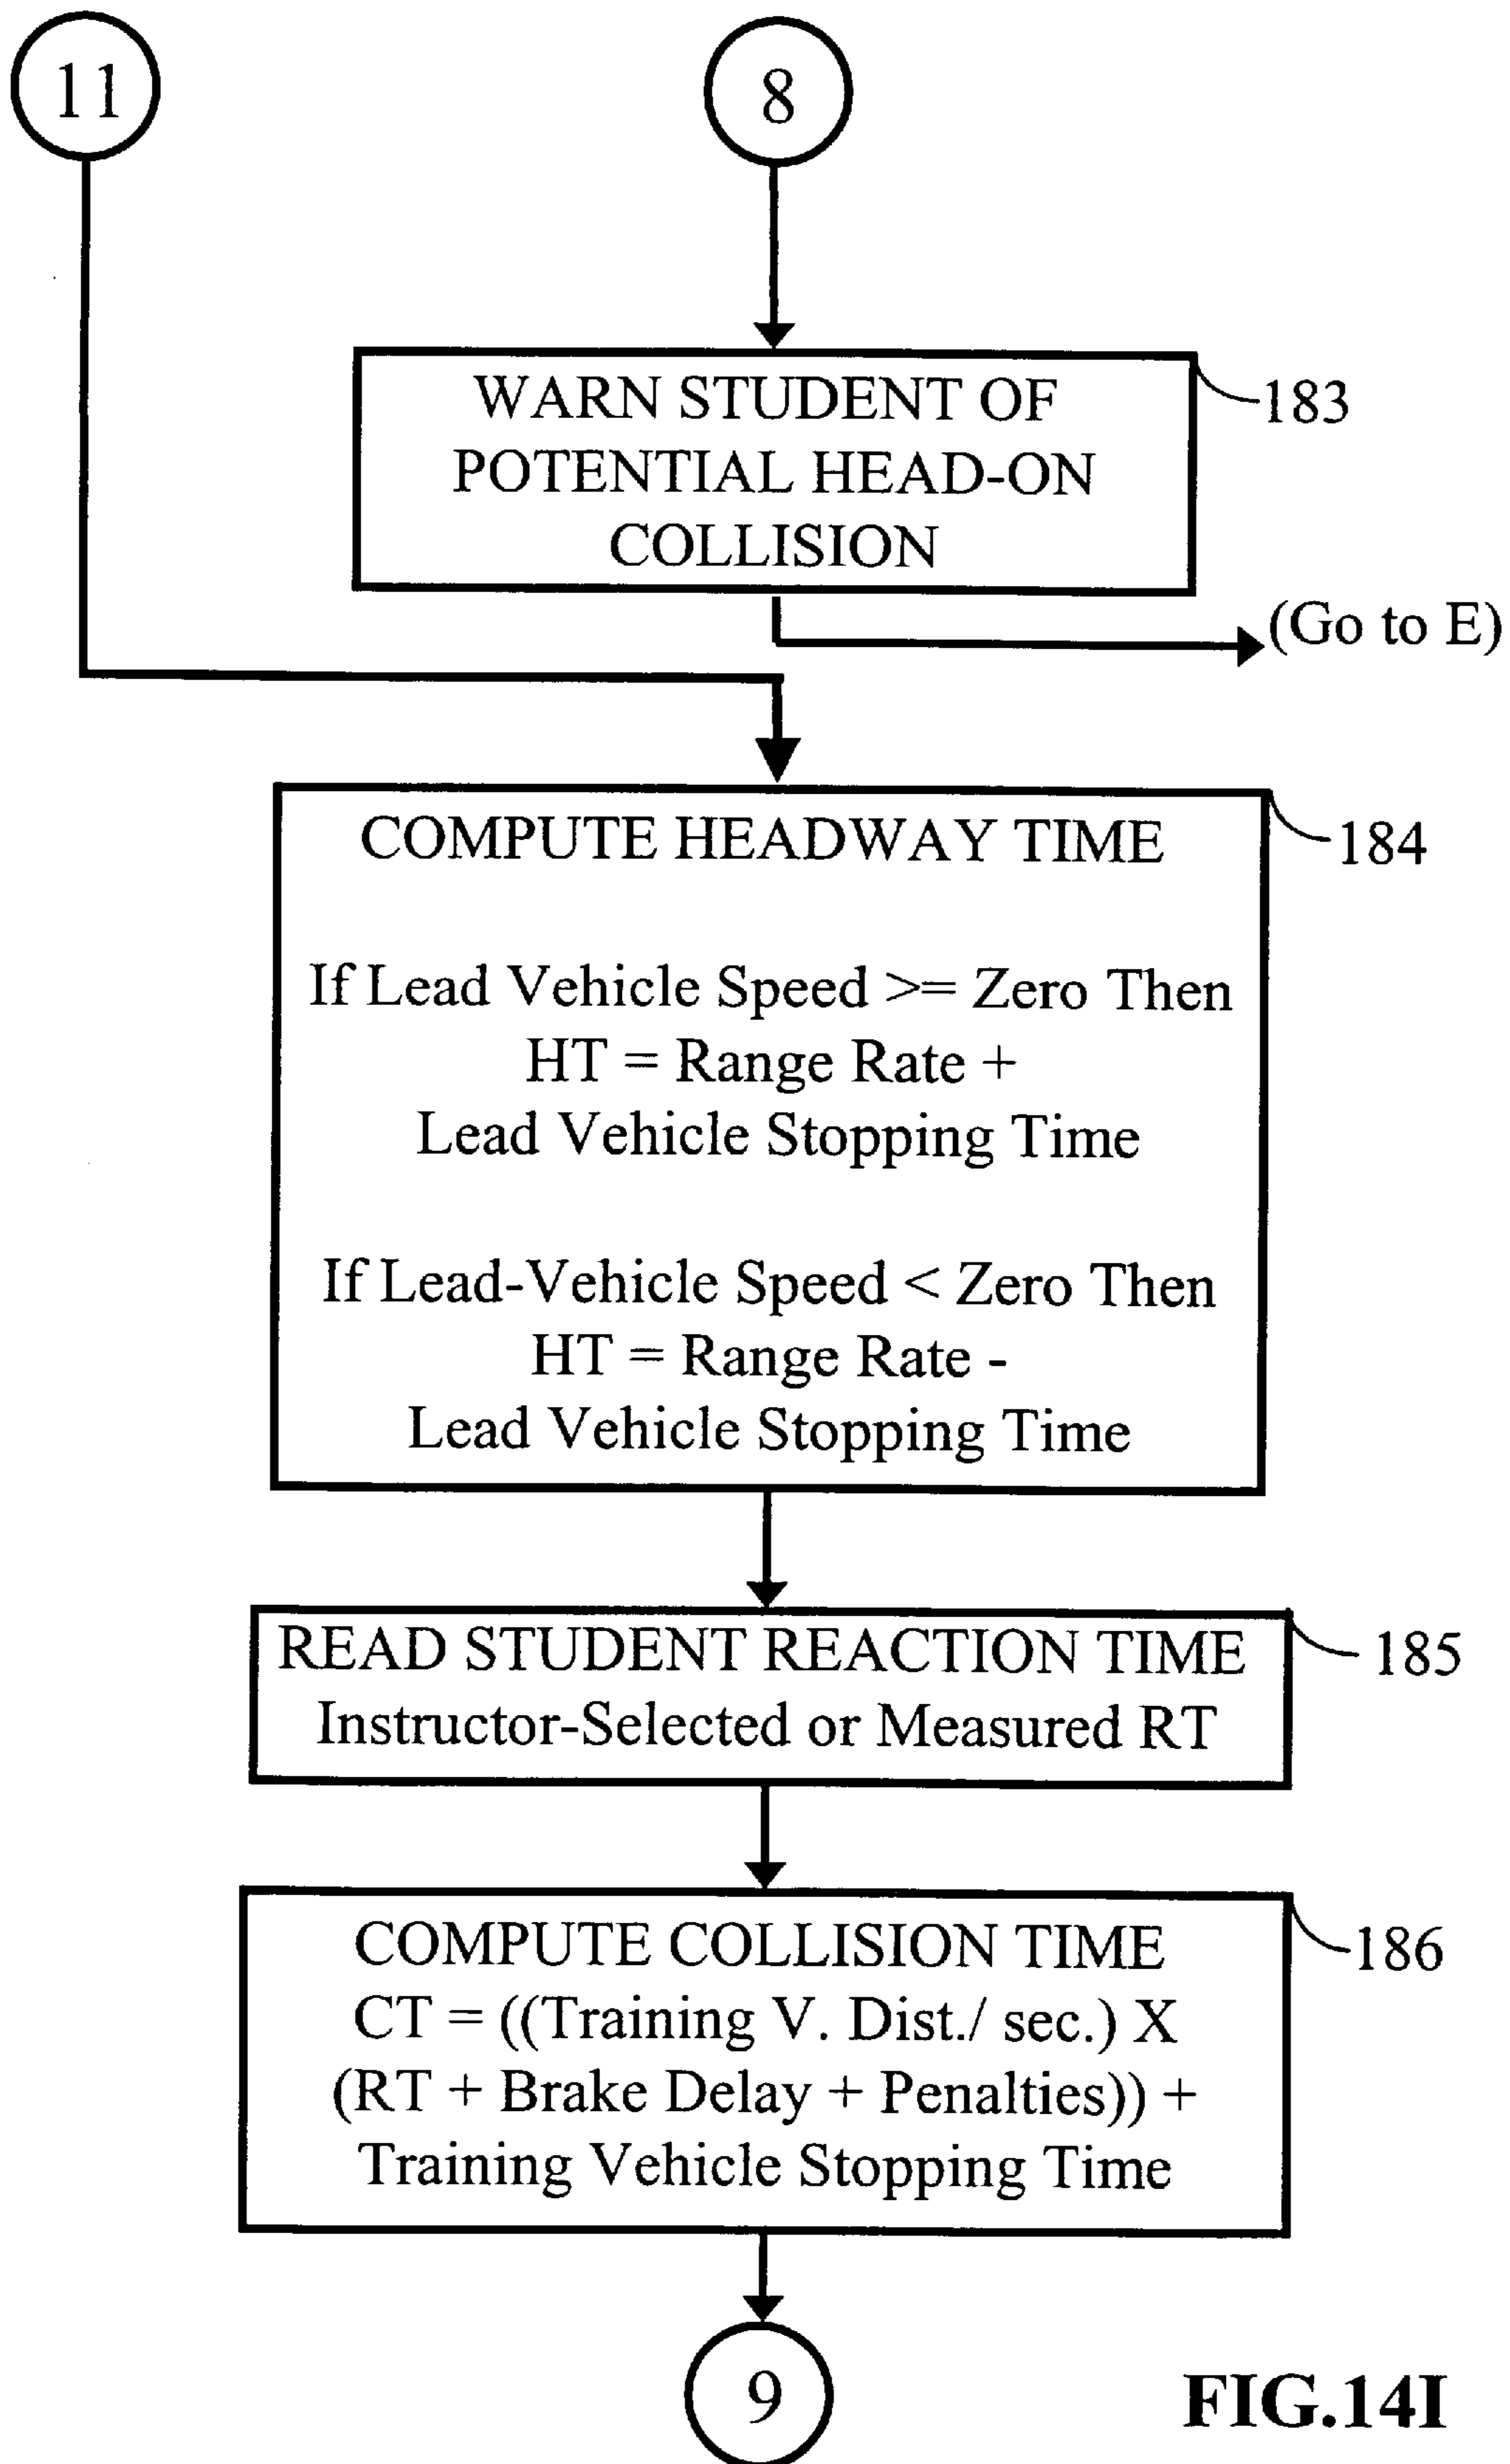 11
8
WARN STUDENT OF
POTENTIAL HEAD-ON
COLLISION
183
(Go to E)
COMPUTE HEADWAY TIME
184
If Lead Vehicle Speed >= Zero Then
HT = Range Rate +
Lead Vehicle Stopping Time
If Lead-Vehicle Speed < Zero Then
HT = Range Rate -
Lead Vehicle Stopping Time
READ STUDENT REACTION TIME
185
Instructor-Selected or Measured RT
COMPUTE COLLISION TIME
186
CT = ((Training V. Dist./ sec.) X
(RT + Brake Delay + Penalties)) +
Training Vehicle Stopping Time
9
FIG.14I